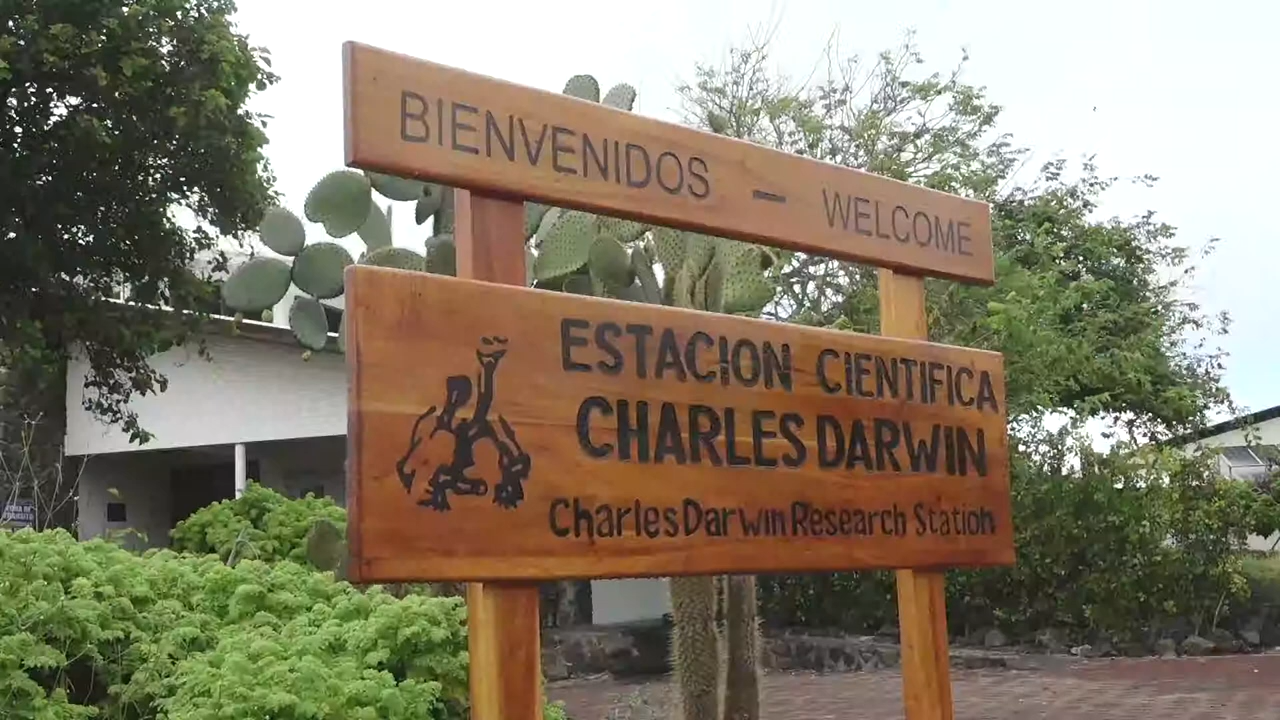 BIENVENIDOS – WELCOME
ESTACION CIENTIFICA
CHARLES DARWIN
Charles Darwin Research Station